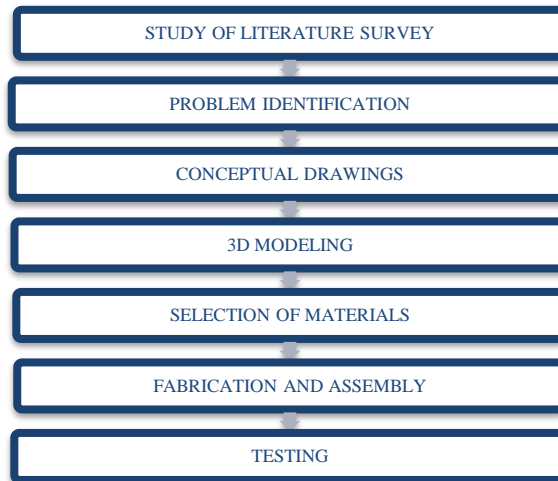 STUDY OF LITERATURE SURVEY
PROBLEM IDENTIFICATION
CONCEPTUAL DRAWINGS
3D MODELING
SELECTION OF MATERIALS
FABRICATION AND ASSEMBLY
TESTING